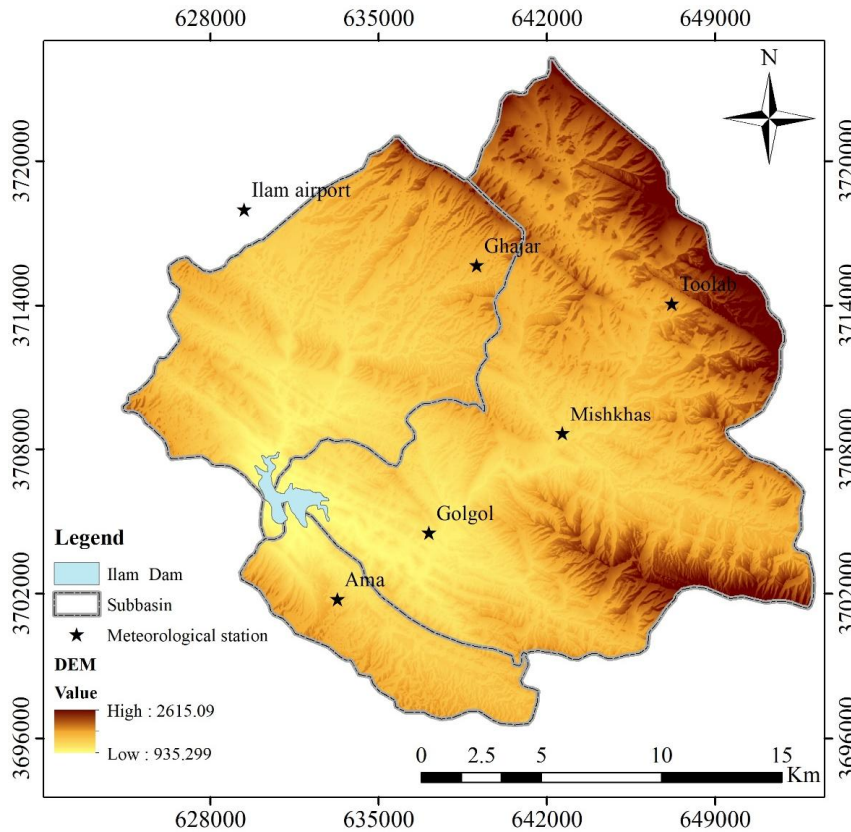 628000 635000 642000 649000
N
3720000 3720000
Ilam airport
Ghajar
Toolab
3714000 3714000
Mishkhas
3708000 3708000
Golgol
Legend
Ilam Dam
Ama
3702000 3702000
Subbasin
Meteorological station
DEM
Value
High : 2615.09
Low : 935.299
3696000 3696000
0 2.5 5 10 15
Km
628000 635000 642000 649000